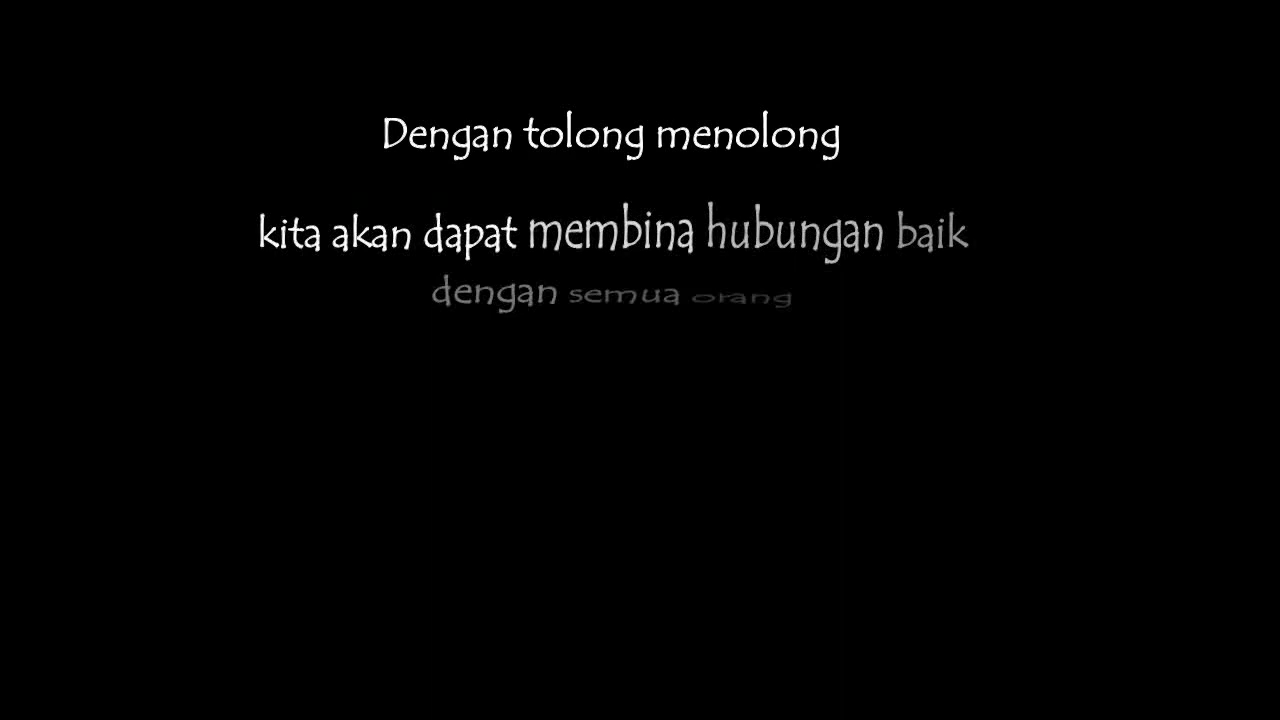 Dengan tolong menolong
kita akan dapat membina hubungan baik
dengan semua orang